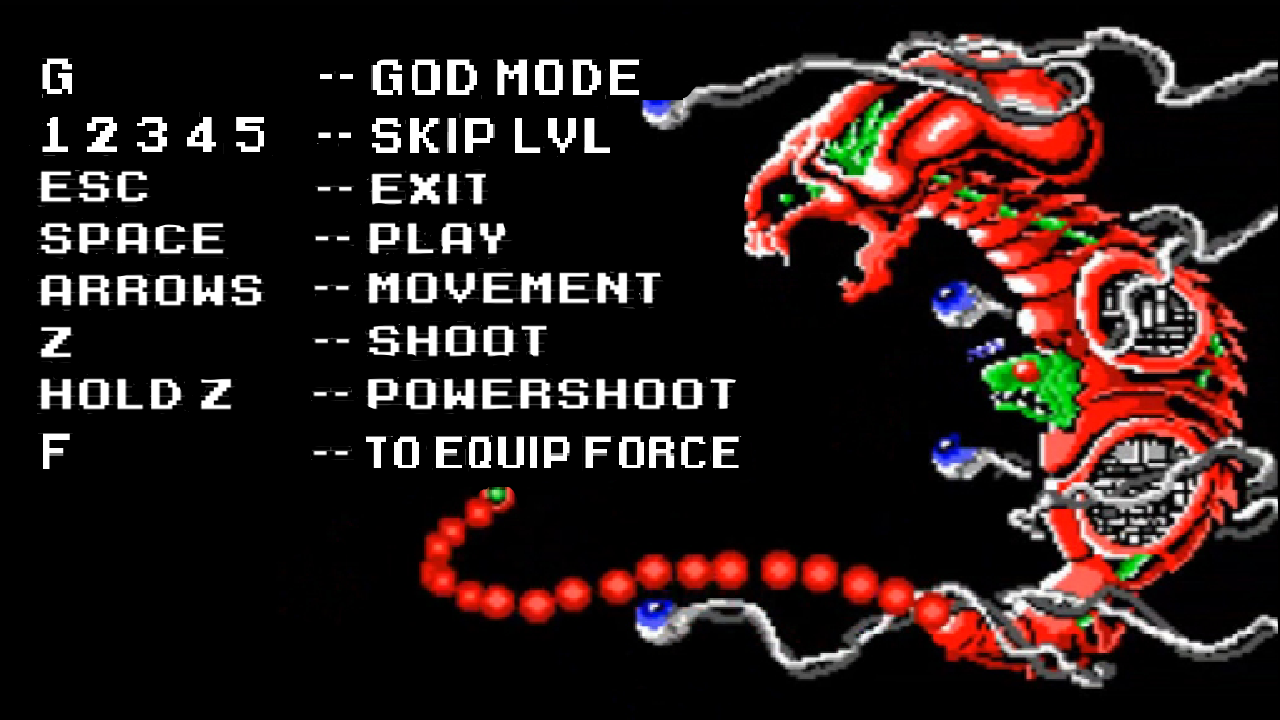 G -- GOD MODE
1 2 3 4 5 -- SKIP LVL
ESC -- EXIT
SPACE -- PLAY
ARROWS -- MOVEMENT
Z -- SHOOT
HOLD Z -- POWERSHOOT
F -- TO EQUIP FORCE